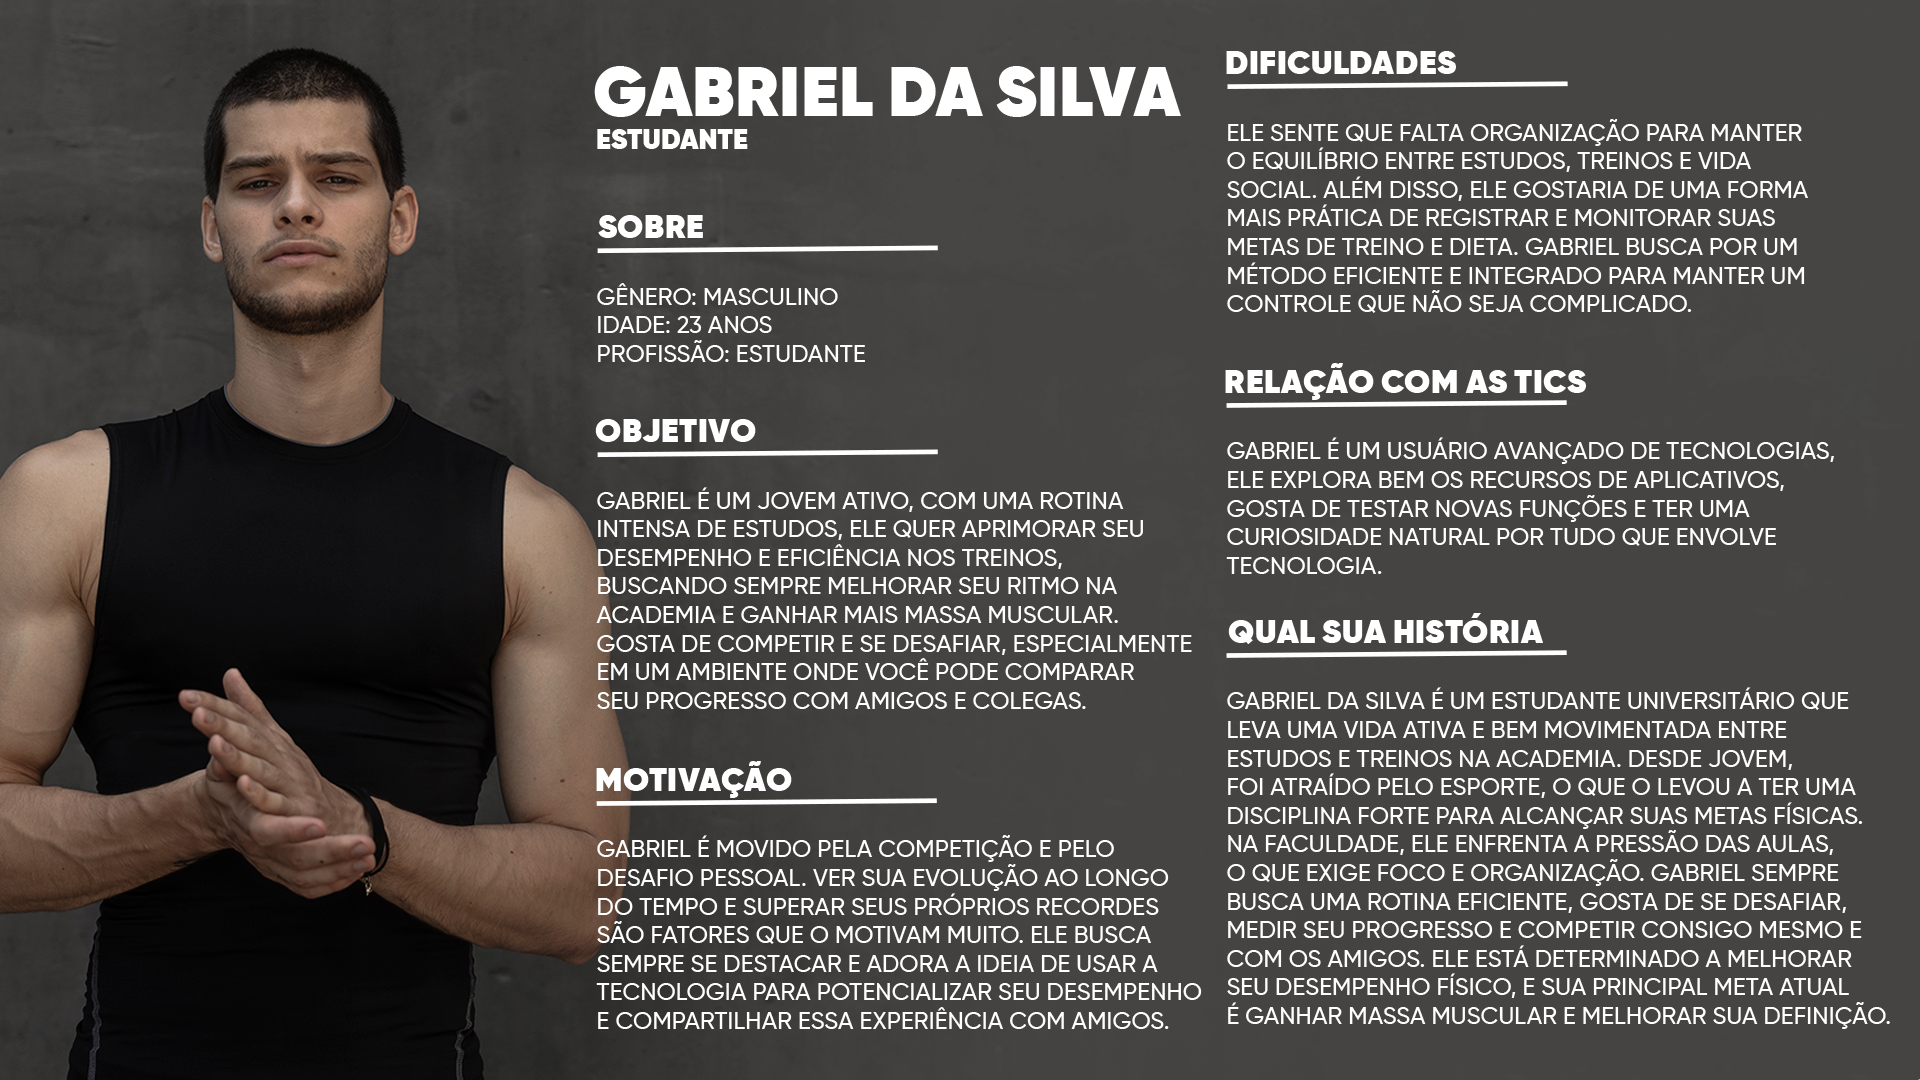 GABRIEL DA SILVA
ESTUDANTE
SOBRE
GÊNERO: MASCULINO
IDADE: 23 ANOS
PROFISSÃO: ESTUDANTE
OBJETIVO
GABRIEL É UM JOVEM ATIVO, COM UMA ROTINA
INTENSA DE ESTUDOS, ELE QUER APRIMORAR SEU
DESEMPENHO E EFICIÊNCIA NOS TREINOS,
BUSCANDO SEMPRE MELHORAR SEU RITMO NA
ACADEMIA E GANHAR MAIS MASSA MUSCULAR.
GOSTA DE COMPETIR E SE DESAFIAR, ESPECIALMENTE
EM UM AMBIENTE ONDE VOCÊ PODE COMPARAR
SEU PROGRESSO COM AMIGOS E COLEGAS.
MOTIVAÇÃO
GABRIEL É MOVIDO PELA COMPETIÇÃO E PELO
DESAFIO PESSOAL. VER SUA EVOLUÇÃO AO LONGO
DO TEMPO E SUPERAR SEUS PRÓPRIOS RECORDES
SÃO FATORES QUE O MOTIVAM MUITO. ELE BUSCA
SEMPRE SE DESTACAR E ADORA A IDEIA DE USAR A
TECNOLOGIA PARA POTENCIALIZAR SEU DESEMPENHO
E COMPARTILHAR ESSA EXPERIÊNCIA COM AMIGOS.
DIFICULDADES
ELE SENTE QUE FALTA ORGANIZAÇÃO PARA MANTER
O EQUILÍBRIO ENTRE ESTUDOS, TREINOS E VIDA
SOCIAL. ALÉM DISSO, ELE GOSTARIA DE UMA FORMA
MAIS PRÁTICA DE REGISTRAR E MONITORAR SUAS
METAS DE TREINO E DIETA. GABRIEL BUSCA POR UM
MÉTODO EFICIENTE E INTEGRADO PARA MANTER UM
CONTROLE QUE NÃO SEJA COMPLICADO.
RELAÇÃO COM AS TICS
GABRIEL É UM USUÁRIO AVANÇADO DE TECNOLOGIAS,
ELE EXPLORA BEM OS RECURSOS DE APLICATIVOS,
GOSTA DE TESTAR NOVAS FUNÇÕES E TER UMA
CURIOSIDADE NATURAL POR TUDO QUE ENVOLVE
TECNOLOGIA.
QUAL SUA HISTÓRIA
GABRIEL DA SILVA É UM ESTUDANTE UNIVERSITÁRIO QUE
LEVA UMA VIDA ATIVA E BEM MOVIMENTADA ENTRE
ESTUDOS E TREINOS NA ACADEMIA. DESDE JOVEM,
FOI ATRAÍDO PELO ESPORTE, O QUE O LEVOU A TER UMA
DISCIPLINA FORTE PARA ALCANÇAR SUAS METAS FÍSICAS.
NA FACULDADE, ELE ENFRENTA A PRESSÃO DAS AULAS,
O QUE EXIGE FOCO E ORGANIZAÇÃO. GABRIEL SEMPRE
BUSCA UMA ROTINA EFICIENTE, GOSTA DE SE DESAFIAR,
MEDIR SEU PROGRESSO E COMPETIR CONSIGO MESMO E
COM OS AMIGOS. ELE ESTÁ DETERMINADO A MELHORAR
SEU DESEMPENHO FÍSICO, E SUA PRINCIPAL META ATUAL
É GANHAR MASSA MUSCULAR E MELHORAR SUA DEFINIÇÃO.